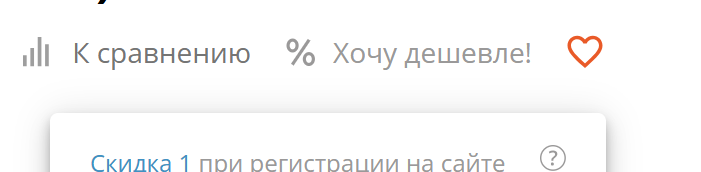 К сравнению % Хочу дешевле!
Скидка 1 при регистрации на сайте ?